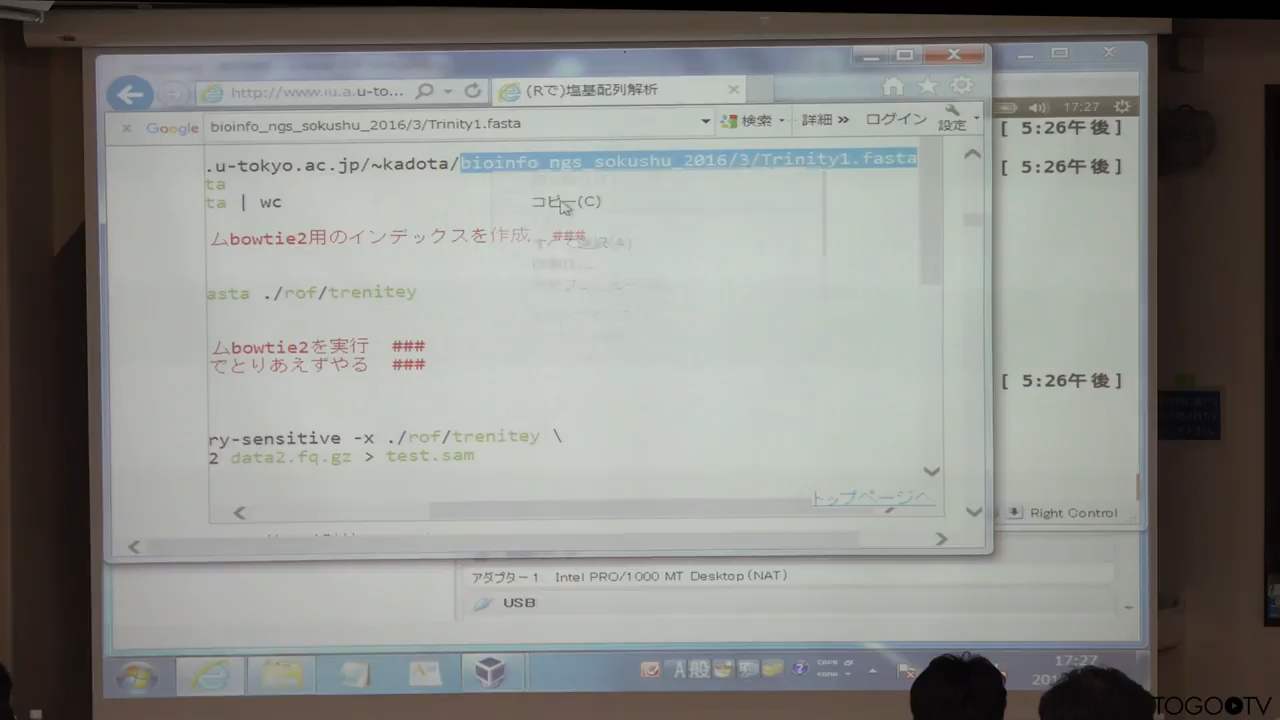 http://www.iu.a.u-to...
(Rで)塩基配列解析
17:27
Google
bioinfo_ngs_sokushu_2016/3/Trinity1.fasta
検索
詳細 »
ログイン
設定
[ 5:26午後]
.u-tokyo.ac.jp/~kadota/bioinfo_ngs_sokushu_2016/3/Trinity1.fasta
[ 5:26午後]
ta
ta | wc
コピー(C)
ムbowtie2用のインデックスを作成 ###
asta ./rof/trenitey
ムbowtie2を実行 ###
でとりあえずやる ###
[ 5:26午後]
ry-sensitive -x ./rof/trenitey \
2 data2.fq.gz > test.sam
トップページへ
Right Control
アダプター 1 Intel PRO/1000 MT Desktop (NAT)
USB
A般
CAPS
KANA
17:27
TOGOTV